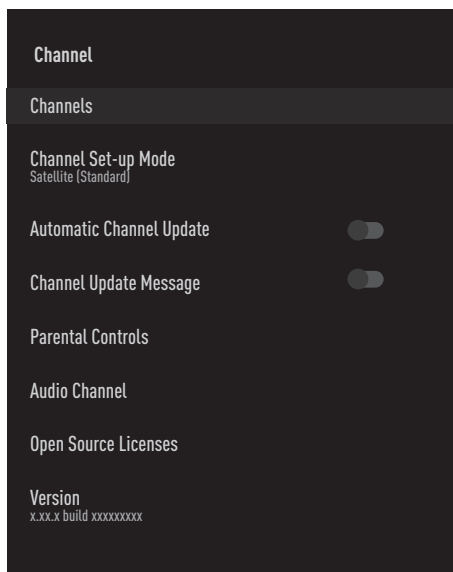 Channel
Channels
Channel Set-up Mode
Satellite (Standard)
Automatic Channel Update
Channel Update Message
Parental Controls
Audio Channel
Open Source Licenses
Version
x.xx.x build xxxxxxxxx